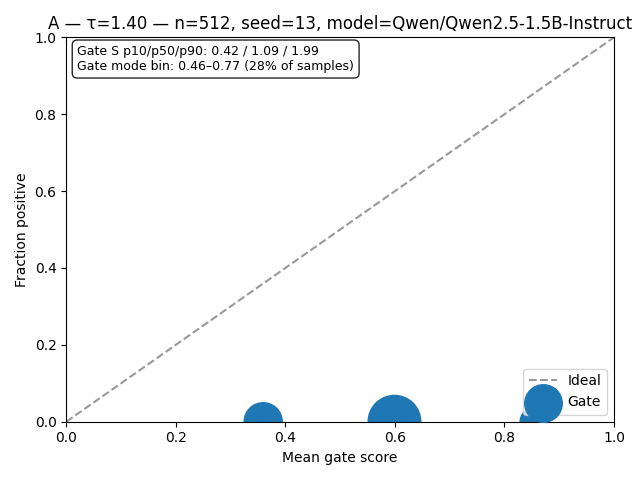 A — τ=1.40 — n=512, seed=13, model=Qwen/Qwen2.5-1.5B-Instruct
Gate S p10/p50/p90: 0.42 / 1.09 / 1.99
Gate mode bin: 0.46–0.77 (28% of samples)
1.0
0.8
0.6
0.4
0.2
0.0
Fraction positive
Ideal
Gate
0.0 0.2 0.4 0.6 0.8 1.0
Mean gate score